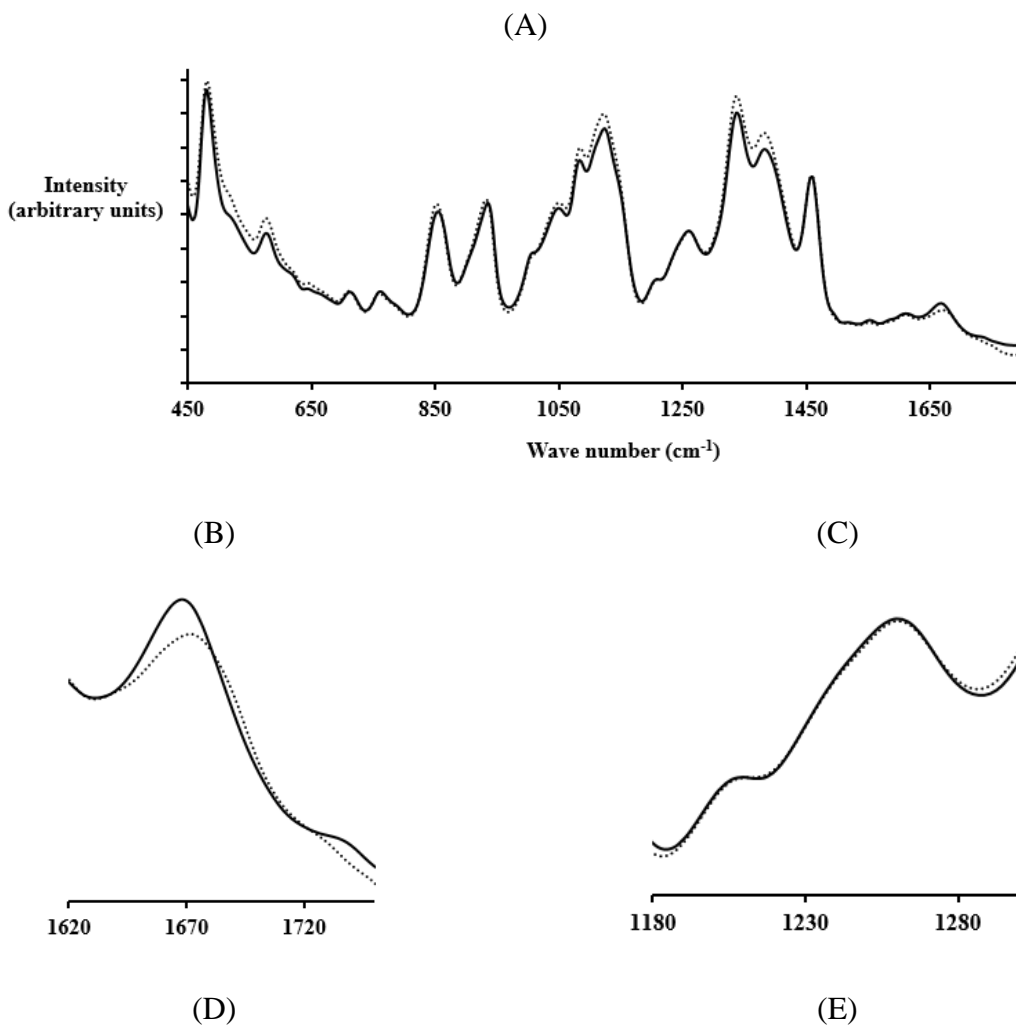 (A)
Intensity
(arbitrary units)
450 650 850 1050 1250 1450 1650
Wave number (cm-1)
(B) (C)
1620 1670 1720
1180 1230 1280
(D) (E)